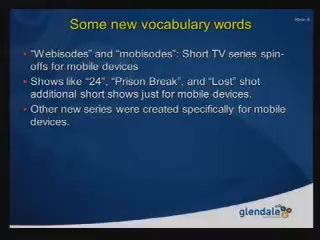 Some new vocabulary words
"Webisodes" and "mobisodes": Short TV series spin-
offs for mobile devices
Shows like "24", "Prison Break", and "Lost" shot
additional short shows just for mobile devices.
Other new series were created specifically for mobile
devices.
glendale